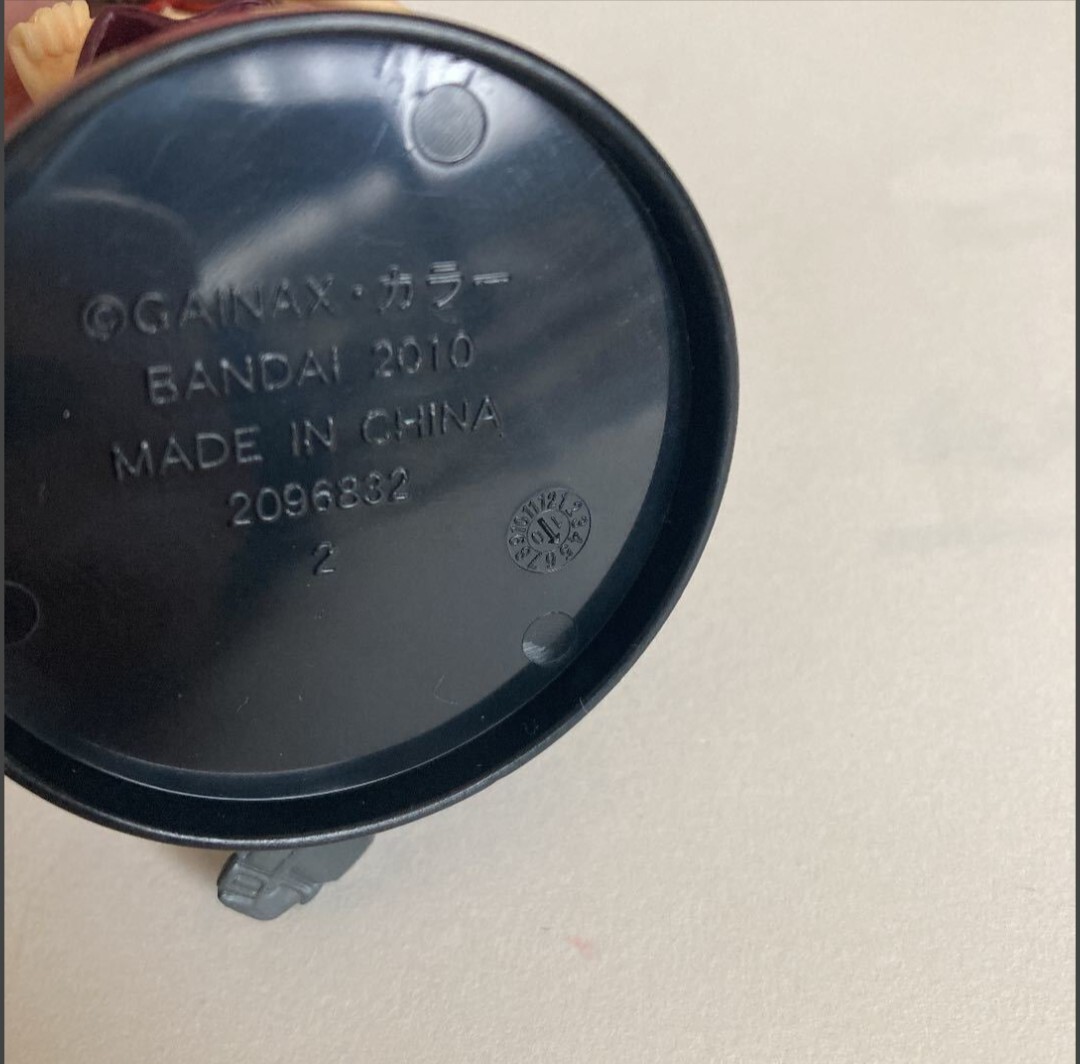 ©GAINAX・カラー
BANDAI 2010
MADE IN CHINA
2096832
2